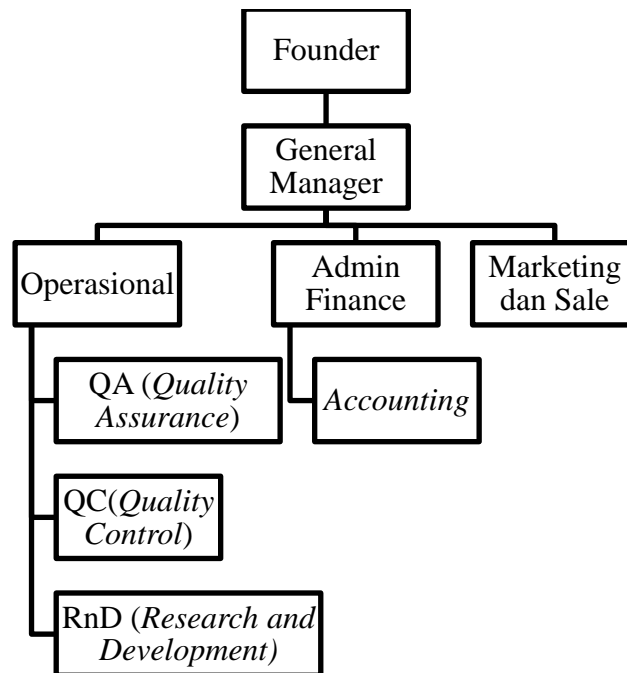 Founder
General
Manager
Operasional
Admin
Finance
Marketing
dan Sale
QA (Quality
Assurance)
Accounting
QC(Quality
Control)
RnD (Research and
Development)